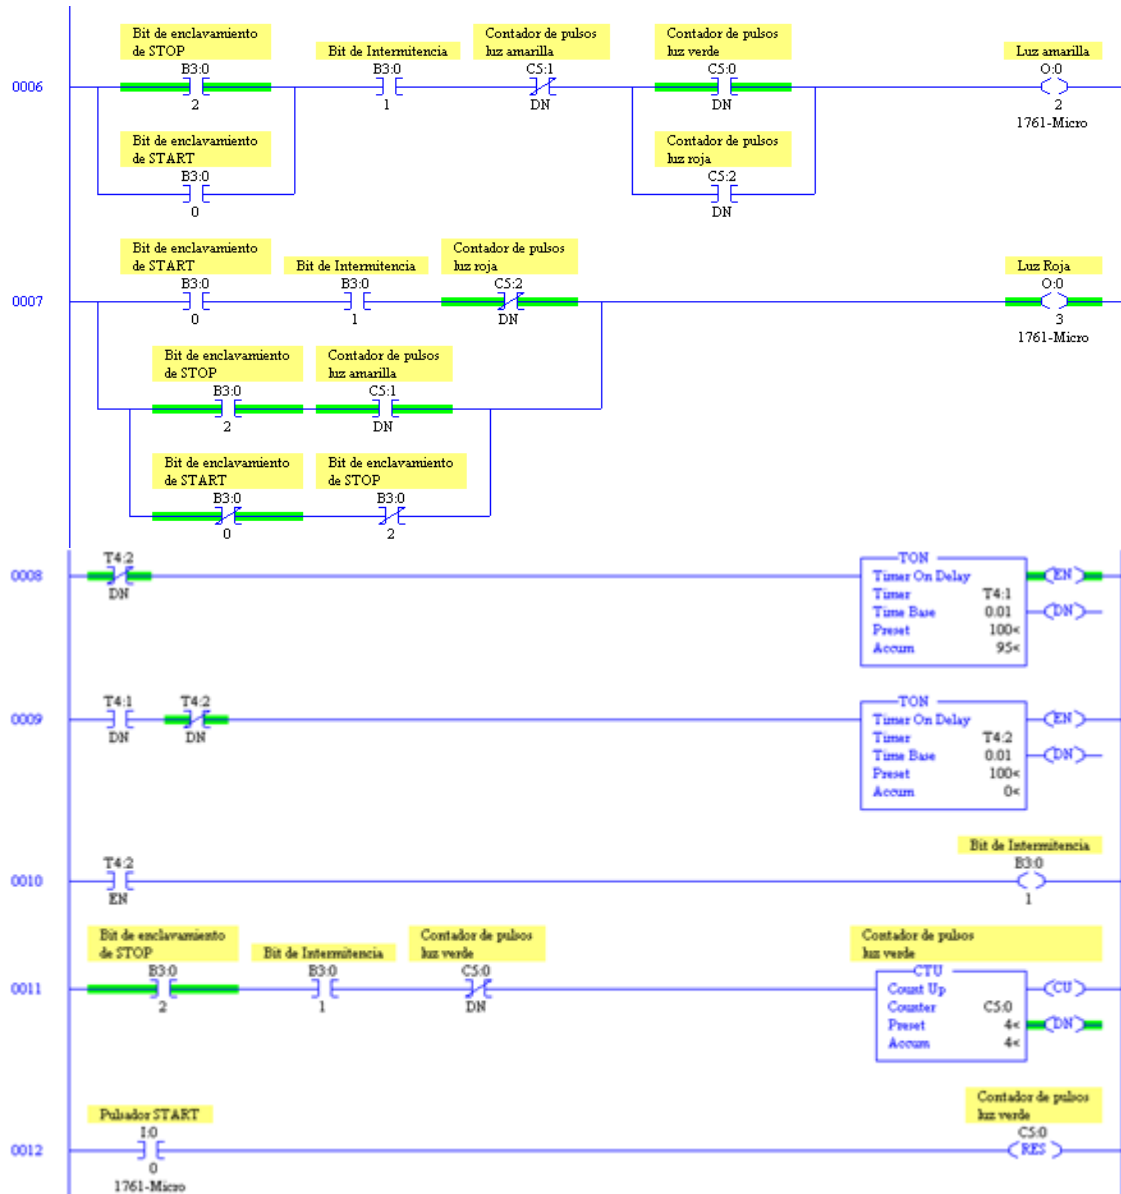 Bit de enclavamiento de STOP
Bit de Intermitencia
Contador de pulsos luz amarilla
Contador de pulsos luz verde
Luz amarilla
0006
B3:0
2
B3:0
1
C5:1
DN
C5:0
DN
O:0
2
1761-Micro
Bit de enclavamiento de START
B3:0
0
Contador de pulsos luz roja
C5:2
DN
Bit de enclavamiento de START
Bit de Intermitencia
Contador de pulsos luz roja
Luz Roja
0007
B3:0
0
B3:0
1
C5:2
DN
O:0
3
1761-Micro
Bit de enclavamiento de STOP
B3:0
2
Contador de pulsos luz amarilla
C5:1
DN
Bit de enclavamiento de START
B3:0
0
Bit de enclavamiento de STOP
B3:0
2
0008
T4:2
DN
TON
Timer On Delay
Timer T4:1
Time Base 0.01
Preset 100<
Accum 95<
EN
DN
0009
T4:1
DN
T4:2
DN
TON
Timer On Delay
Timer T4:2
Time Base 0.01
Preset 100<
Accum 0<
EN
DN
0010
T4:2
EN
Bit de Intermitencia
B3:0
1
0011
Bit de enclavamiento de STOP
B3:0
2
Bit de Intermitencia
B3:0
1
Contador de pulsos luz verde
C5:0
DN
Contador de pulsos luz verde
CTU
Count Up
Counter C5:0
Preset 4<
Accum 4<
CU
DN
0012
Pulsador START
I:0
0
1761-Micro
Contador de pulsos luz verde
C5:0
RES